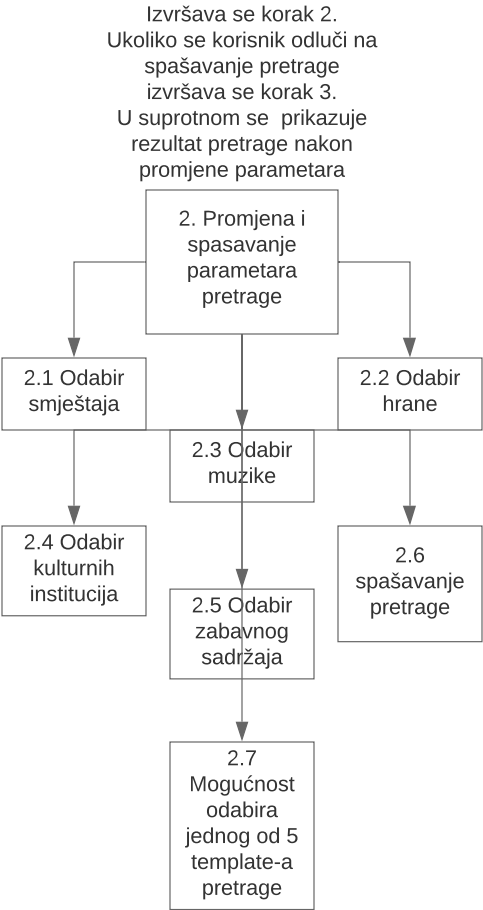 Izvršava se korak 2.
Ukoliko se korisnik odluči na
spašavanje pretrage
izvršava se korak 3.
U suprotnom se  prikazuje
rezultat pretrage nakon
promjene parametara
2. Promjena i
spasavanje
parametara
pretrage
2.1 Odabir
smještaja
2.2 Odabir
hrane
2.3 Odabir
muzike
2.4 Odabir
kulturnih
institucija
2.5 Odabir
zabavnog
sadržaja
2.6
spašavanje
pretrage
2.7
Mogućnost
odabira
jednog od 5
template-a
pretrage